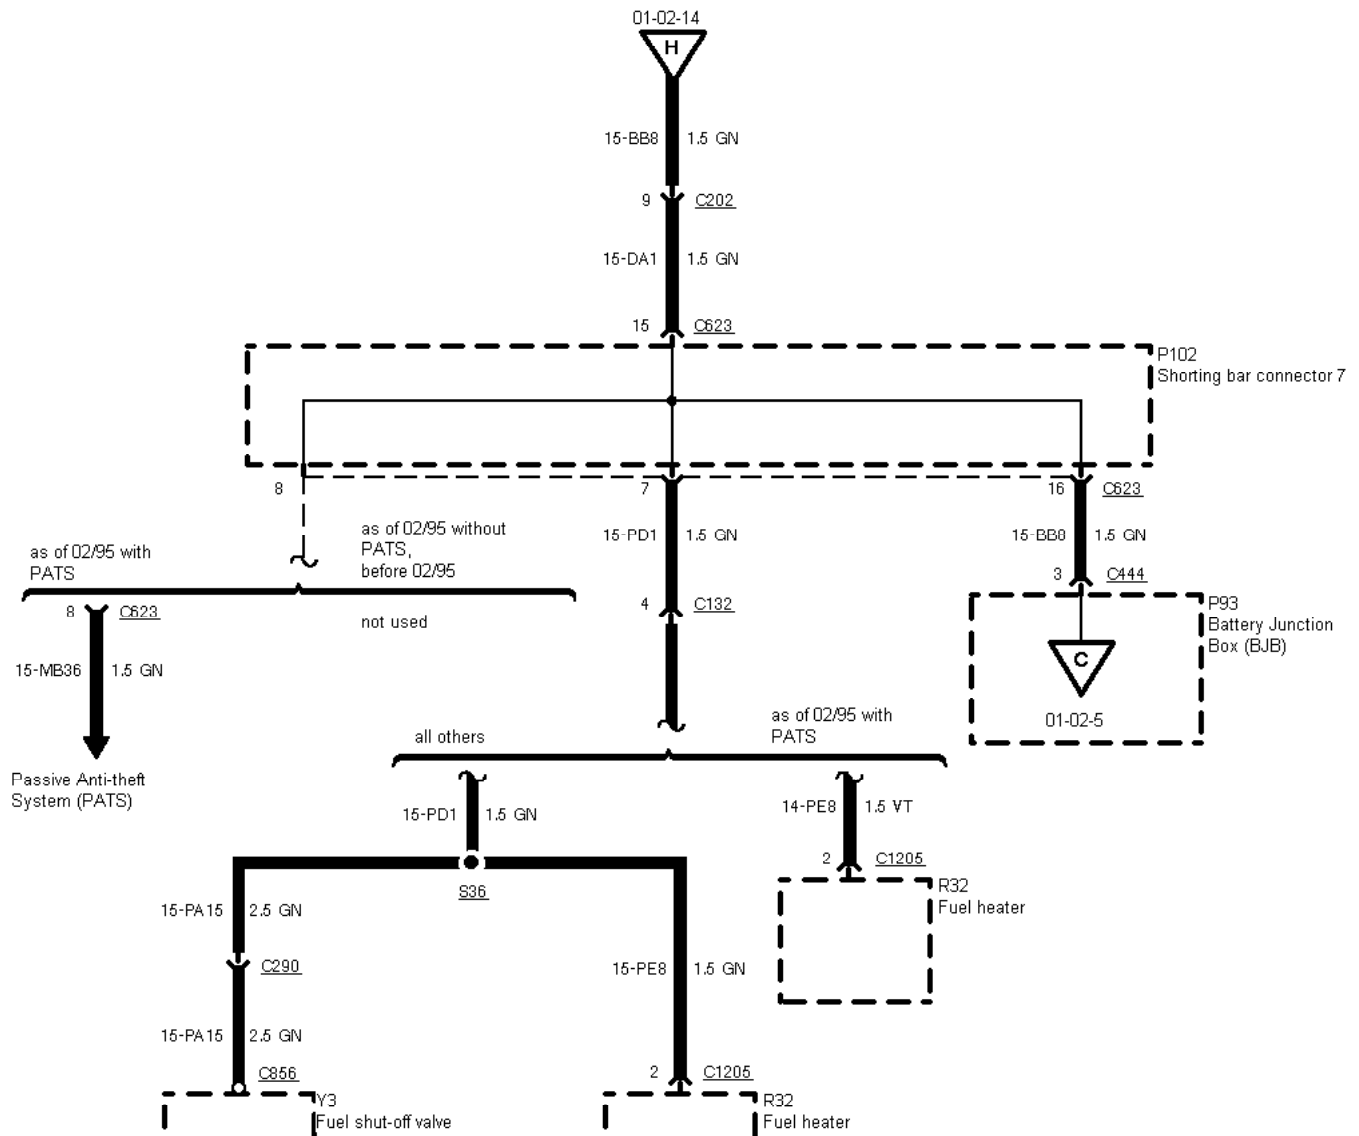 01-02-14
H
15-BB8 1.5 GN
9 C202
15-DA1 1.5 GN
15 C623
P102
Shorting bar connector 7
8 7 16 C623
15-PD1 1.5 GN
15-BB8 1.5 GN
as of 02/95 with
PATS
as of 02/95 without
PATS,
before 02/95
3 C444
8 C623
not used
4 C132
P93
Battery Junction
Box (BJB)
15-MB36 1.5 GN
C
01-02-5
all others
as of 02/95 with
PATS
Passive Anti-theft
System (PATS)
15-PD1 1.5 GN
14-PE8 1.5 VT
2 C1205
S36
R32
Fuel heater
15-PA15 2.5 GN
C290
15-PE8 1.5 GN
15-PA15 2.5 GN
C856
2 C1205
Y3
Fuel shut-off valve
R32
Fuel heater